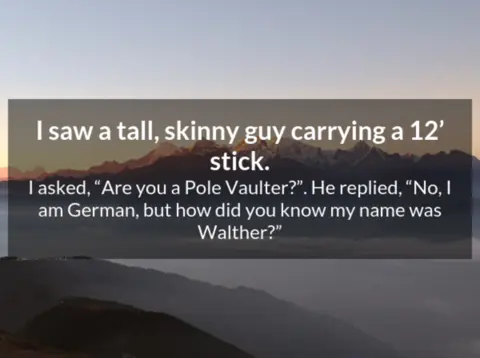 I saw a tall, skinny guy carrying a 12’
stick.
I asked, “Are you a Pole Vaulter?”. He replied, “No, I
am German, but how did you know my name was
Walther?”